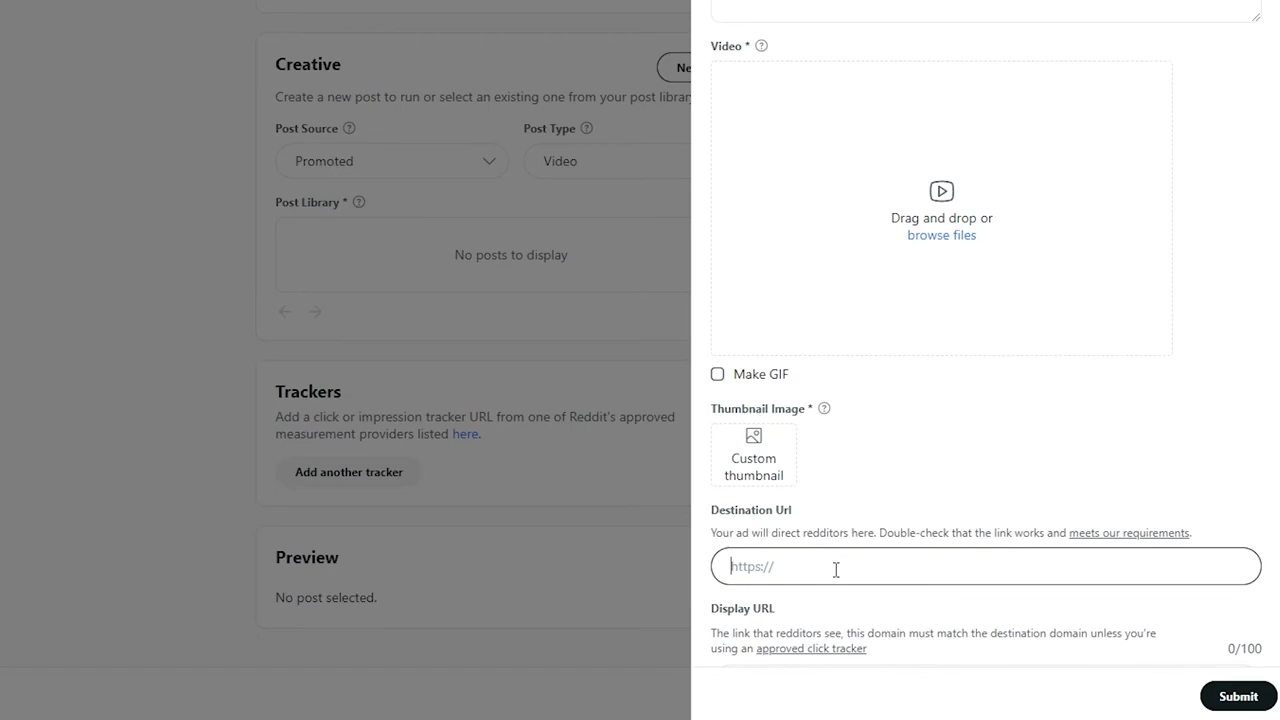 Creative
Ne
Create a new post to run or select an existing one from your post library
Post Source
Post Type
Promoted
Video
Post Library *
No posts to display
Trackers
Add a click or impression tracker URL from one of Reddit's approved
measurement providers listed here.
Add another tracker
Preview
No post selected.
Video *
Drag and drop or
browse files
Make GIF
Thumbnail Image *
Custom
thumbnail
Destination Url
Your ad will direct redditors here. Double-check that the link works and meets our requirements.
https://
Display URL
The link that redditors see, this domain must match the destination domain unless you're
using an approved click tracker
0/100
Submit